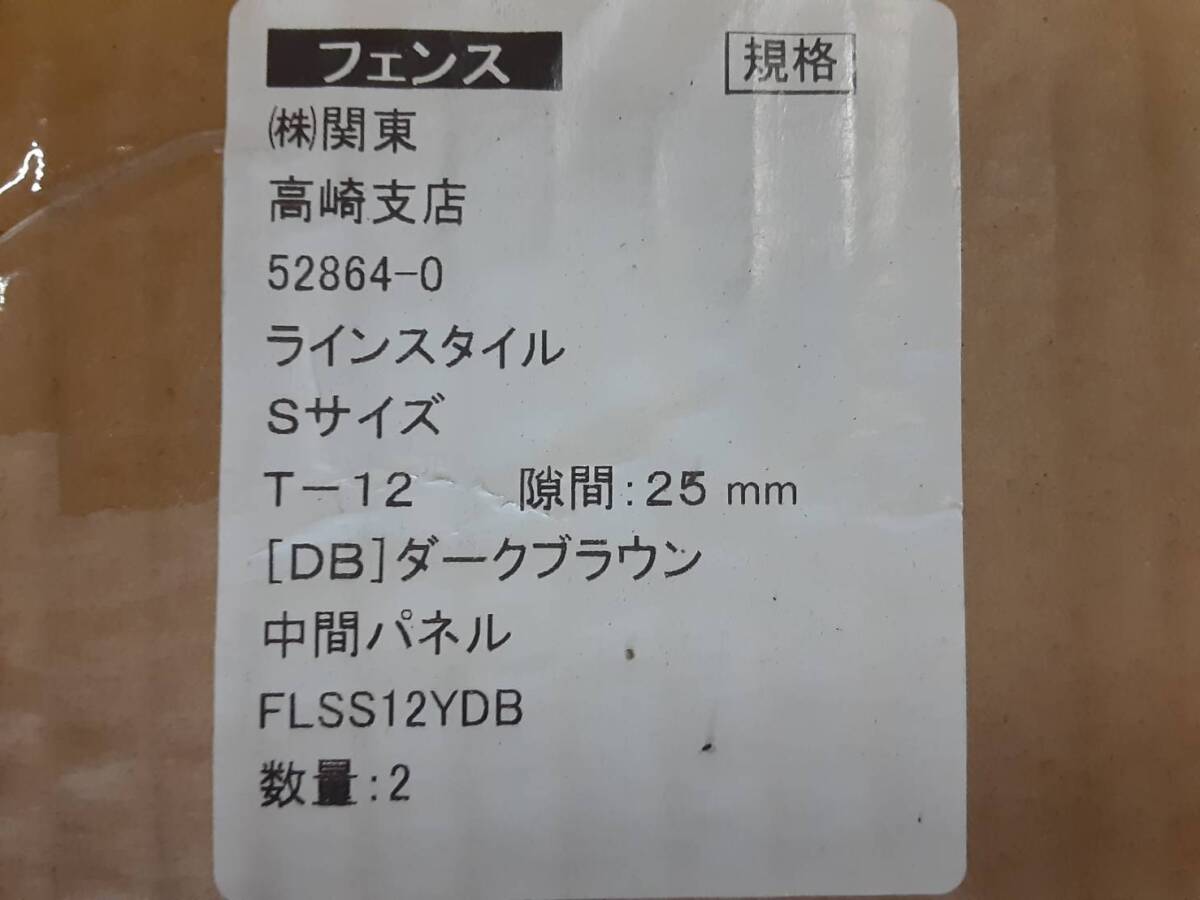 フェンス 規格
㈱関東
高崎支店
52864-0
ラインスタイル
Sサイズ
T-12 隙間:25 mm
[DB]ダークブラウン
中間パネル
FLSS12YDB
数量:2